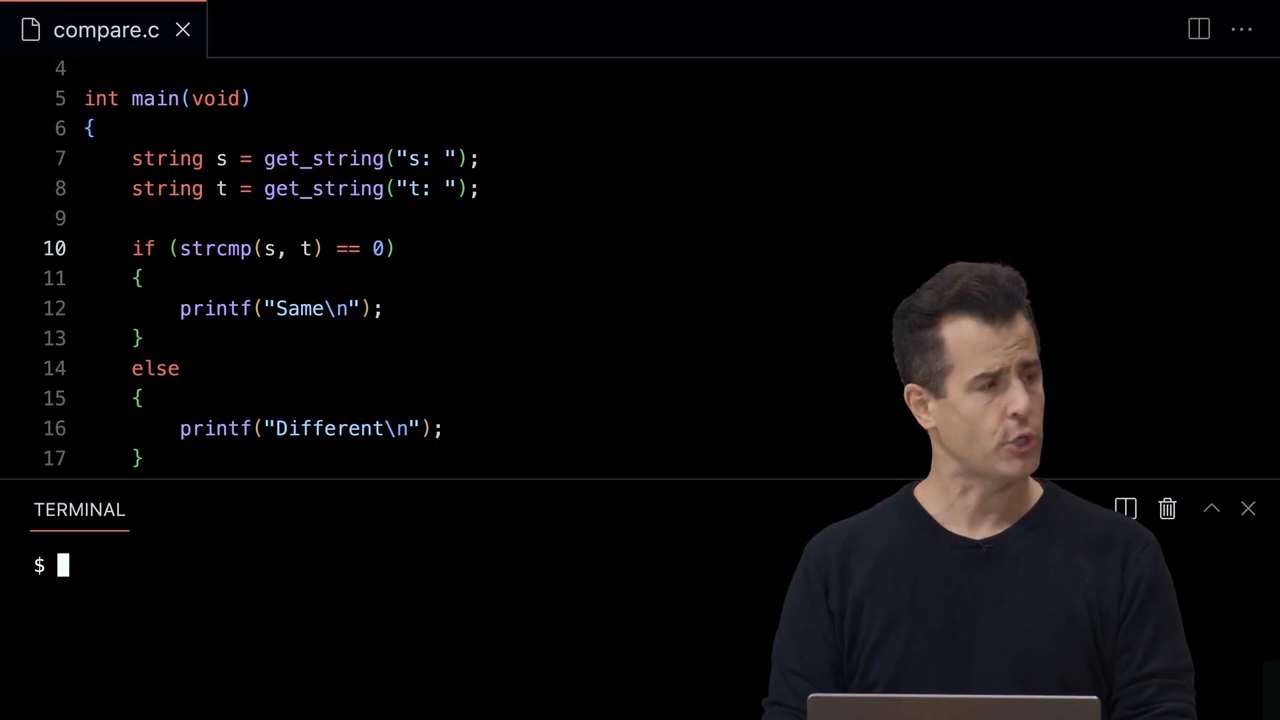 compare.c
4
5 int main(void)
6 {
7 string s = get_string("s: ");
8 string t = get_string("t: ");
9
10 if (strcmp(s, t) == 0)
11 {
12 printf("Same\n");
13 }
14 else
15 {
16 printf("Different\n");
17 }
TERMINAL
$